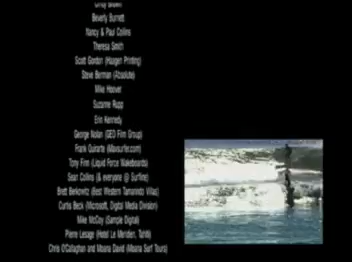 Beverly Burnett
Nancy & Paul Collins
Theresa Smith
Scott Gordon (Haagen Printing)
Steve Berman (Absolute)
Mike Hoover
Suzanne Rupp
Erin Kennedy
George Nolan (GEO Film Group)
Frank Quirarte (Mavsurfer.com)
Tony Finn (Liquid Force Wakeboards)
Sean Collins (& everyone @ Surfline)
Brett Berkowitz (Best Western Tamarindo Villas)
Curtis Beck (Microsoft, Digital Media Division)
Mike McCoy (Sample Digital)
Pierre Lesage (Hotel Le Meridien, Tahiti)
Chris O'Callaghan and Moana David (Moana Surf Tours)